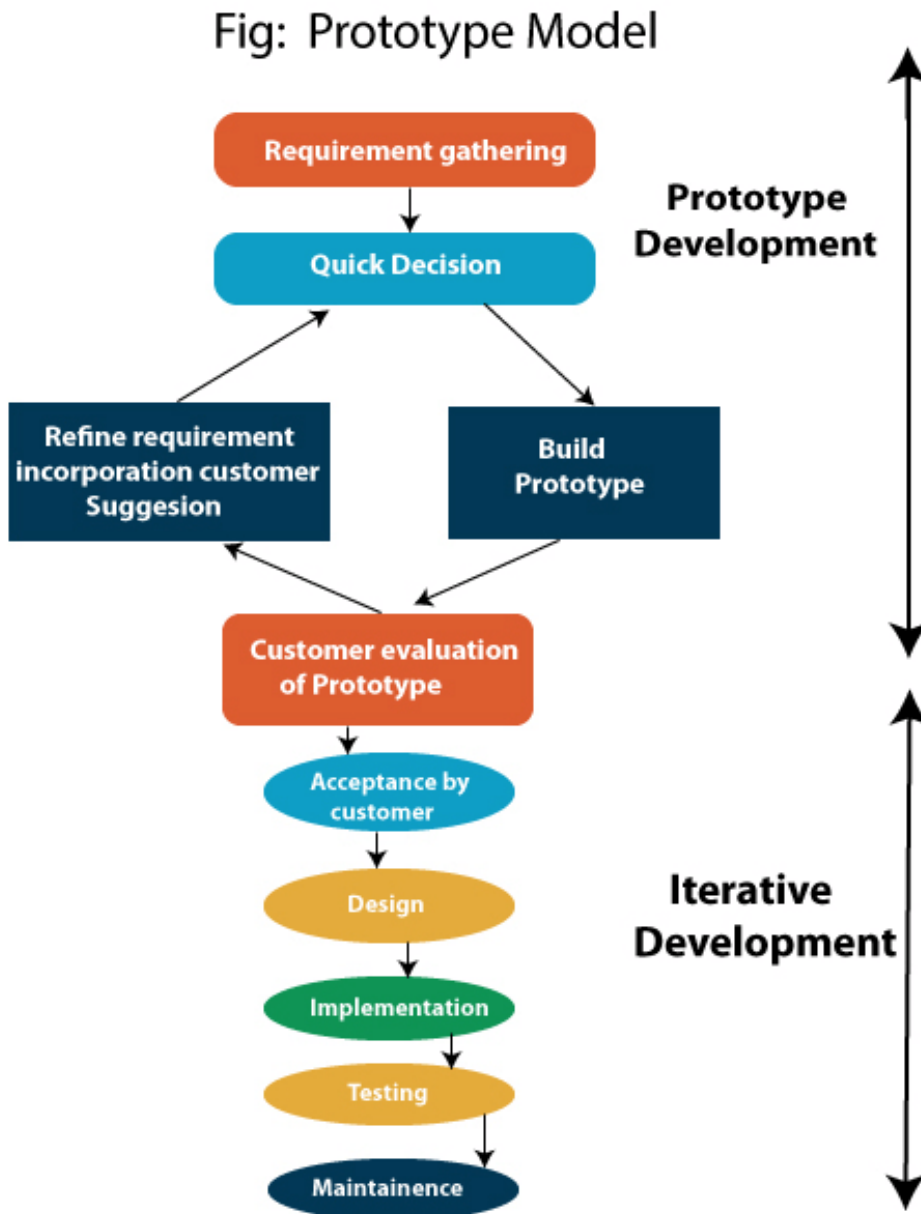 Fig: Prototype Model
Requirement gathering
Prototype
Development
Quick Decision
Refine requirement
incorporation customer
Suggesion
Build
Prototype
Customer evaluation
of Prototype
Acceptance by
customer
Design
Iterative
Development
Implementation
Testing
Maintainence